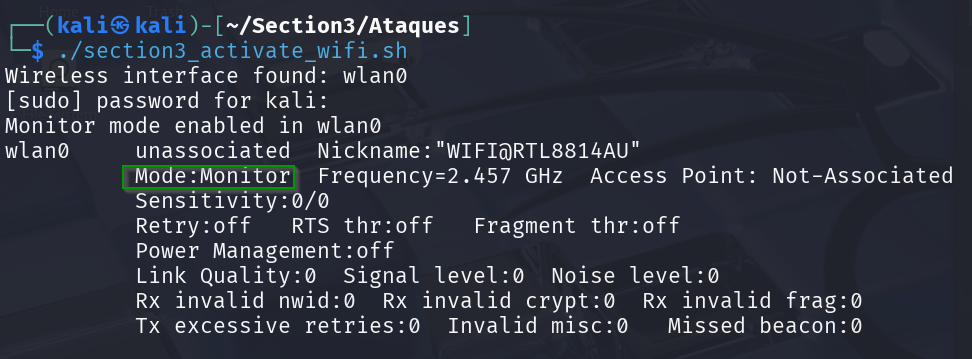 ┌──(kali㉿kali)-[~/Section3/Ataques]
└─$ ./section3_activate_wifi.sh
Wireless interface found: wlan0
[sudo] password for kali:
Monitor mode enabled in wlan0
wlan0     unassociated  Nickname:"WIFI@RTL8814AU"
          Mode:Monitor  Frequency=2.457 GHz  Access Point: Not-Associated
          Sensitivity:0/0
          Retry:off   RTS thr:off   Fragment thr:off
          Power Management:off
          Link Quality:0  Signal level:0  Noise level:0
          Rx invalid nwid:0  Rx invalid crypt:0  Rx invalid frag:0
          Tx excessive retries:0  Invalid misc:0   Missed beacon:0